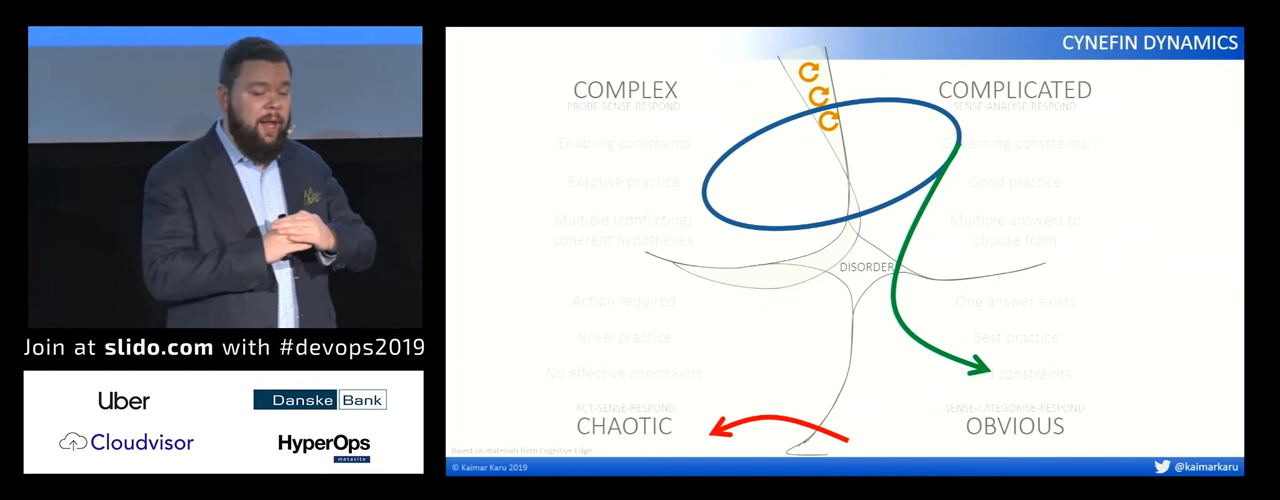 CYNEFIN DYNAMICS
COMPLEX
PROBE-SENSE-RESPOND
Enabling constraints
Exaptive practice
Multiple (conflicting)
coherent hypotheses
COMPLICATED
SENSE-ANALYSE-RESPOND
Governing constraints
Good practice
Multiple answers to
choose from
DISORDER
Action required
Novel practice
No effective constraints
ACT-SENSE-RESPOND
CHAOTIC
One answer exists
Best practice
constraints
SENSE-CATEGORISE-RESPOND
OBVIOUS
Based on materials from Cognitive Edge
© Kaimar Karu 2019
@kaimarkaru
Join at slido.com with #devops2019
Uber
Danske Bank
Cloudvisor
HyperOps
metasite